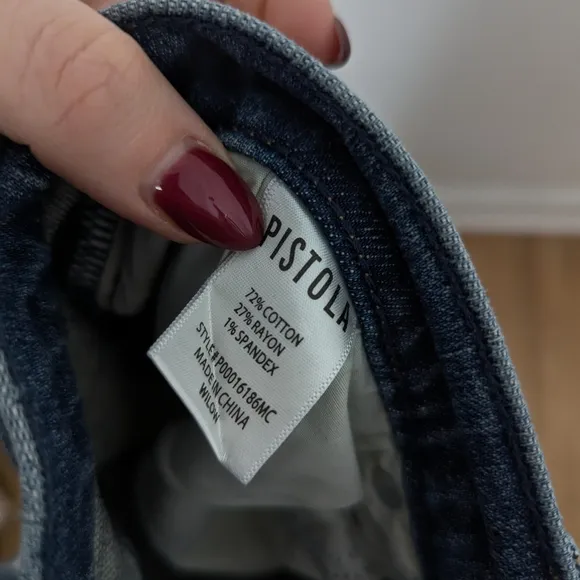 PISTOLA
72% COTTON
27% RAYON
1% SPANDEX
STYLE# P00016186MC
MADE IN CHINA
WILOW